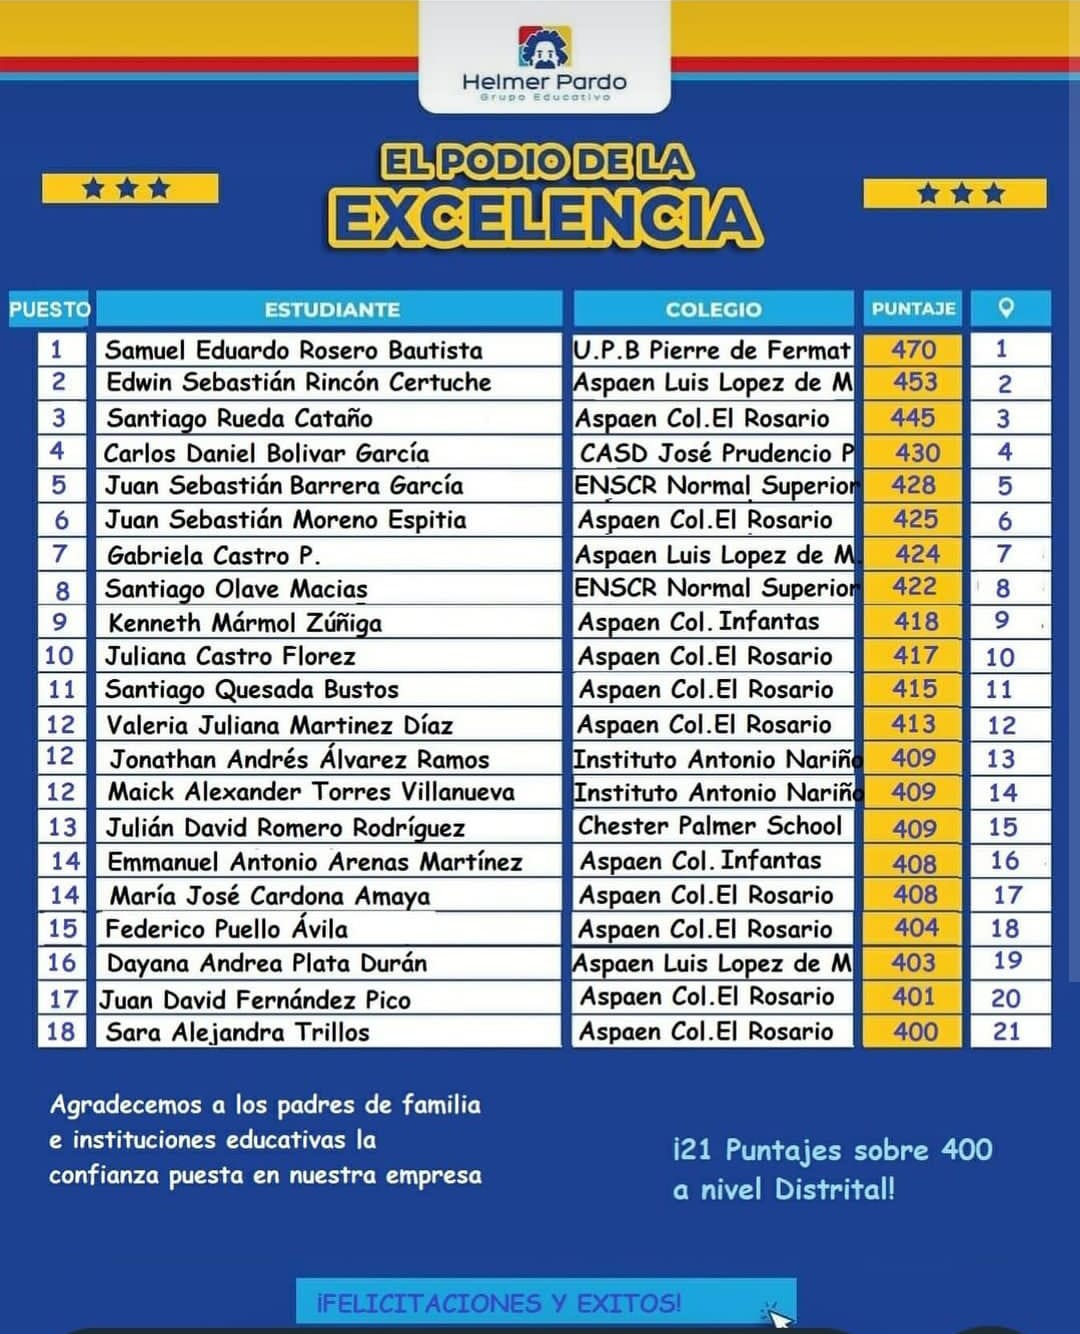 Helmer Pardo
Grupo Educativo
EL PODIO DE LA
EXCELENCIA
PUESTO ESTUDIANTE COLEGIO PUNTAJE
1 Samuel Eduardo Rosero Bautista U.P.B Pierre de Fermat 470 1
2 Edwin Sebastián Rincón Certuche Aspaen Luis Lopez de M 453 2
3 Santiago Rueda Cataño Aspaen Col.El Rosario 445 3
4 Carlos Daniel Bolivar García CASD José Prudencio P 430 4
5 Juan Sebastián Barrera García ENSCR Normal Superior 428 5
6 Juan Sebastián Moreno Espitia Aspaen Col.El Rosario 425 6
7 Gabriela Castro P. Aspaen Luis Lopez de M. 424 7
8 Santiago Olave Macias ENSCR Normal Superior 422 8
9 Kenneth Mármol Zúñiga Aspaen Col. Infantas 418 9
10 Juliana Castro Florez Aspaen Col.El Rosario 417 10
11 Santiago Quesada Bustos Aspaen Col.El Rosario 415 11
12 Valeria Juliana Martinez Díaz Aspaen Col.El Rosario 413 12
12 Jonathan Andrés Álvarez Ramos Instituto Antonio Nariño 409 13
12 Maick Alexander Torres Villanueva Instituto Antonio Nariño 409 14
13 Julián David Romero Rodríguez Chester Palmer School 409 15
14 Emmanuel Antonio Arenas Martínez Aspaen Col. Infantas 408 16
14 María José Cardona Amaya Aspaen Col.El Rosario 408 17
15 Federico Puello Ávila Aspaen Col.El Rosario 404 18
16 Dayana Andrea Plata Durán Aspaen Luis Lopez de M 403 19
17 Juan David Fernández Pico Aspaen Col.El Rosario 401 20
18 Sara Alejandra Trillos Aspaen Col.El Rosario 400 21
Agradecemos a los padres de familia
e instituciones educativas la
confianza puesta en nuestra empresa
¡21 Puntajes sobre 400
a nivel Distrital!
¡FELICITACIONES Y EXITOS!